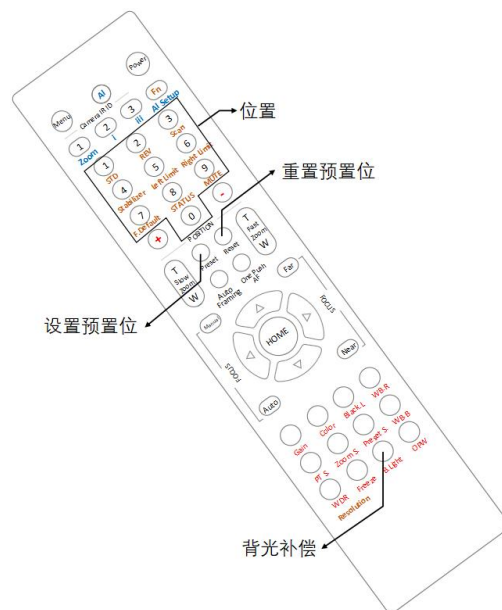 Power
AI
Menu
Camera IR ID
1 2 3 Fn
Zoom I III AI Setup
位置
1 2 3
STD REV Scan
4 5 6
Stabilizer Left Limit Right Limit
7 8 9
F.Default STATUS MUTE
+ 0 -
POSITION
重置预置位
Preset Reset
T Slow Zoom W
T Fast Zoom W
设置预置位
Auto Framing
One Push AF
Manual
Far
FOCUS
HOME
FOCUS
Near
Auto
Gain Color Black.L WB.R
PT S. Zoom S. Preset S. WB.B
WDR Freeze B.Light
Resolution
背光补偿